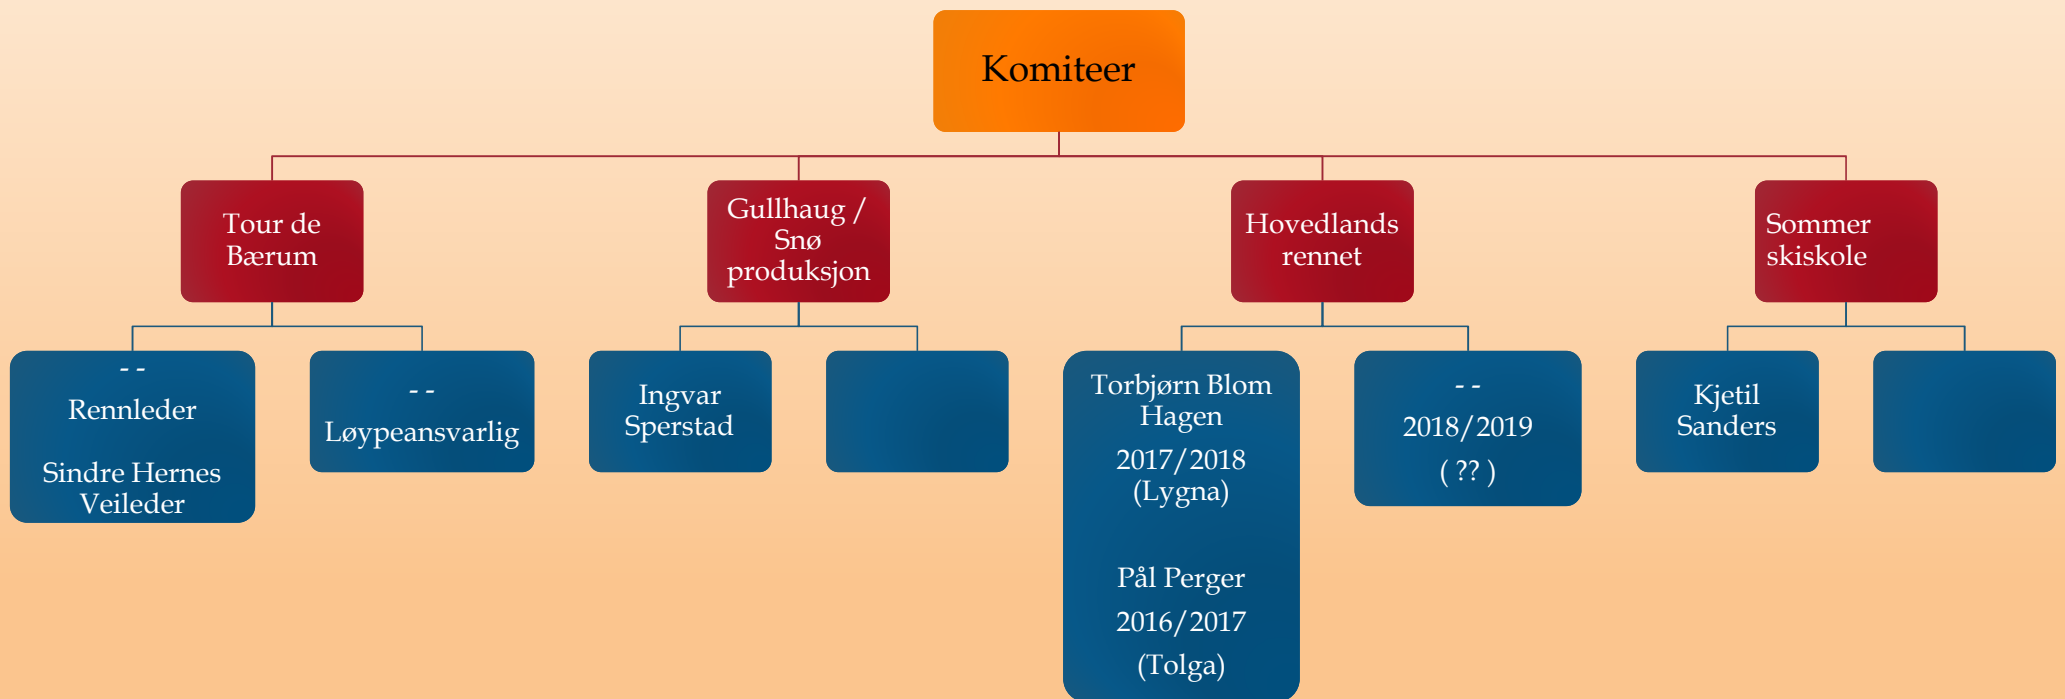 Komiteer
Tour de
Bærum
Gullhaug /
Snø
produksjon
Hovedlands
rennet
Sommer
skiskole
- -
Rennleder
Sindre Hernes
Veileder
- -
Løypeansvarlig
Ingvar
Sperstad
Torbjørn Blom
Hagen
2017/2018
(Lygna)
Pål Perger
2016/2017
(Tolga)
- -
2018/2019
( ?? )
Kjetil
Sanders